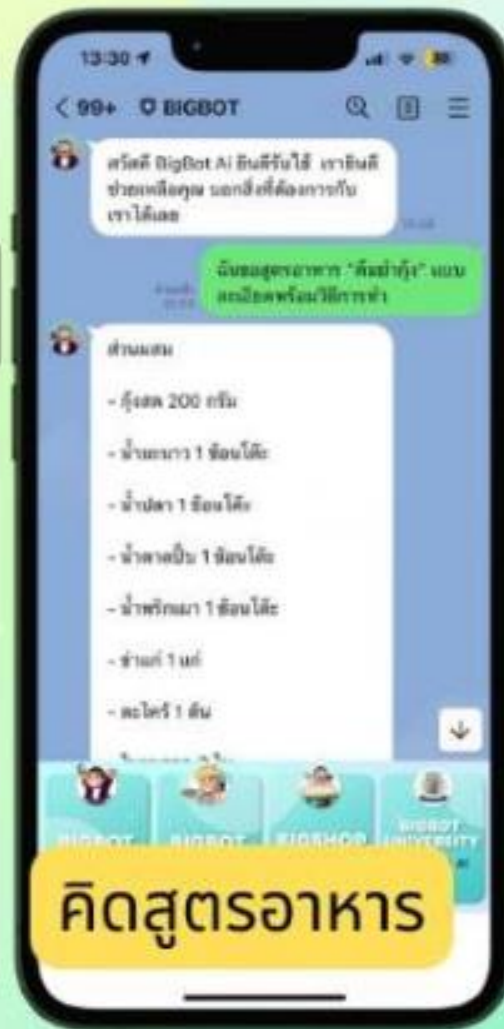 13:30
99+ BIGBOT
สวัสดี BigBot Ai ยินดีรับใช้ เรายินดี
ช่วยเหลือคุณ บอกสิ่งที่ต้องการกับ
เราได้เลย
ฉันขอสูตรอาหาร "ต้มยำกุ้ง" แบบ
ละเอียดพร้อมวิธีการทำ
ส่วนผสม
- กุ้งสด 200 กรัม
- น้ำมะนาว 1 ช้อนโต๊ะ
- น้ำปลา 1 ช้อนโต๊ะ
- น้ำตาลปี๊บ 1 ช้อนโต๊ะ
- น้ำพริกเผา 1 ช้อนโต๊ะ
- ข่าแก่ 1 แก่
- ตะไคร้ 1 ต้น
BIGBOT BIGBOT BIGSHOP BIGBOT
UNIVERSITY
คิดสูตรอาหาร